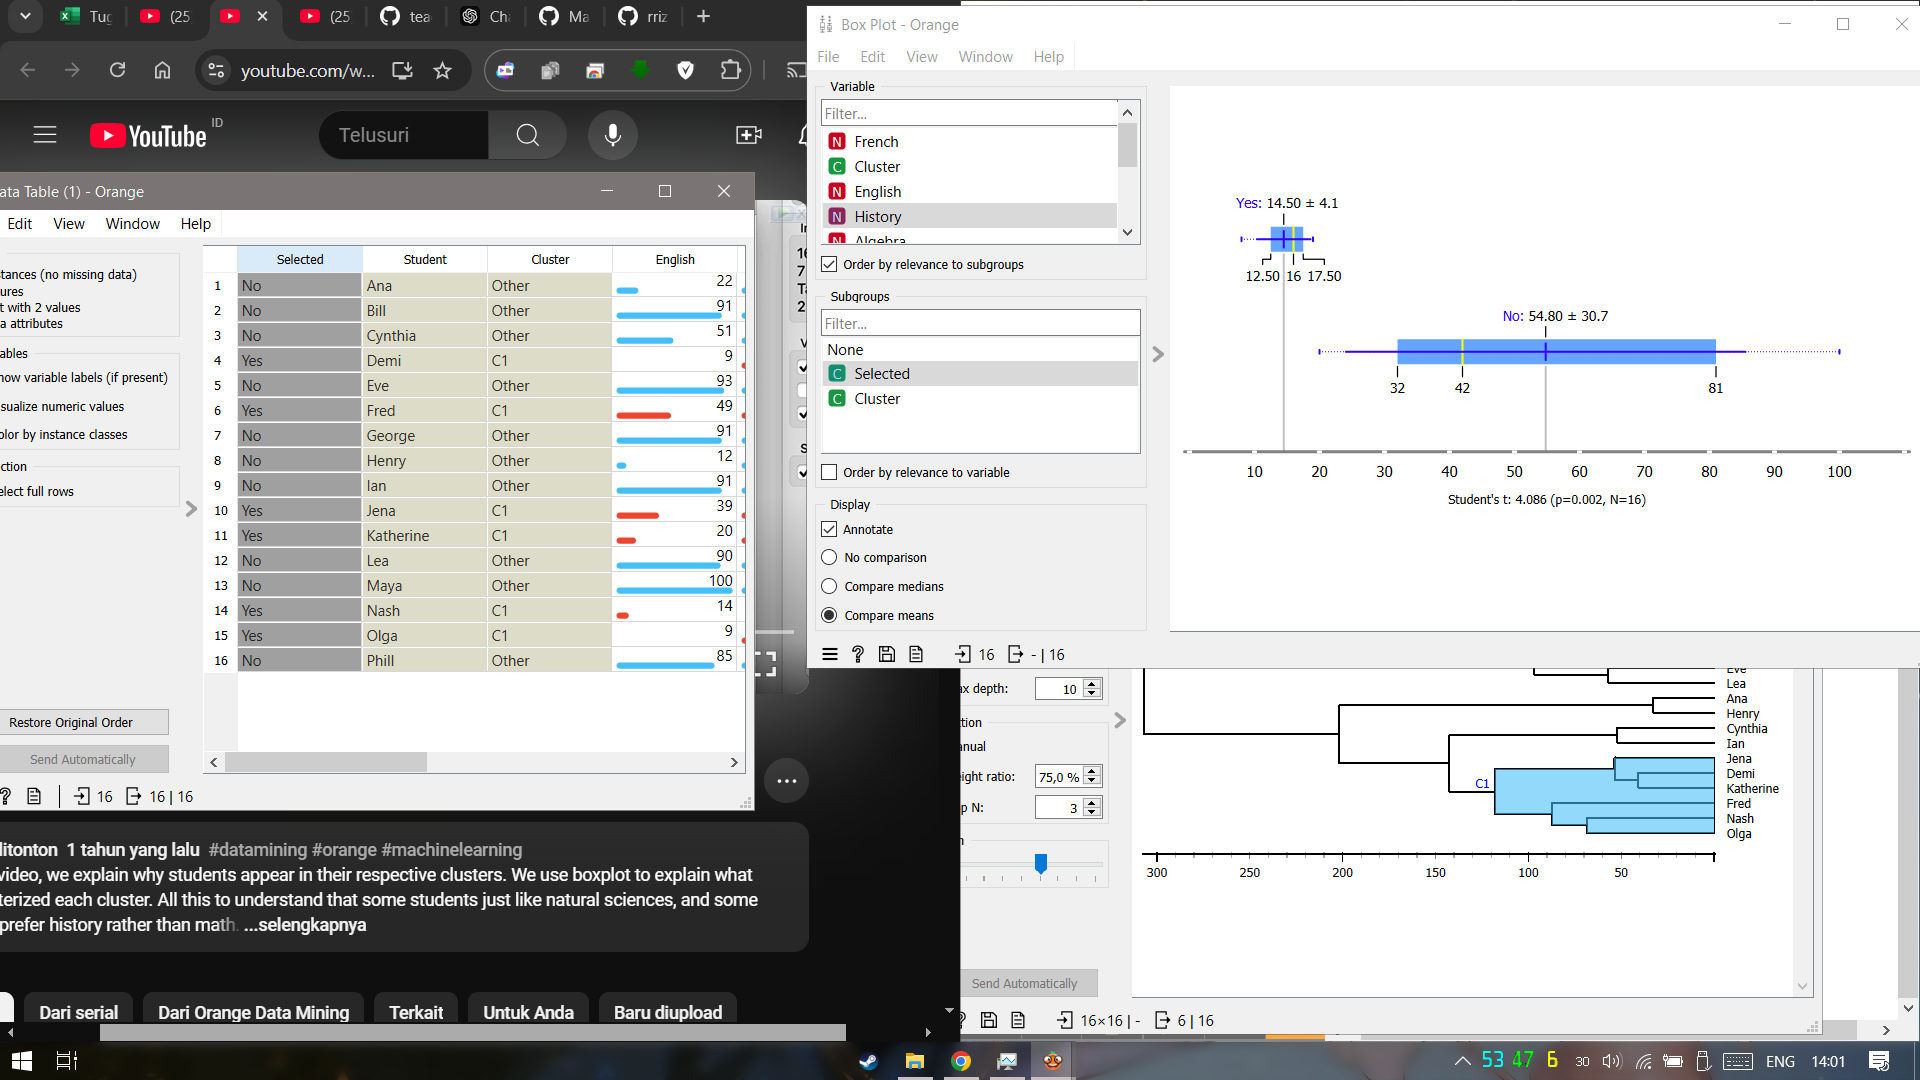 Tug
(25
(25
tea
Ch
Ma
rriz
youtube.com/w...
YouTube ID
Telusuri
ata Table (1) - Orange
Edit View Window Help
stances (no missing data)
ures
t with 2 values
a attributes
ables
now variable labels (if present)
sualize numeric values
olor by instance classes
ction
elect full rows
Restore Original Order
Send Automatically
16 16 | 16
Selected Student Cluster English
1 No Ana Other 22
2 No Bill Other 91
3 No Cynthia Other 51
4 Yes Demi C1 9
5 No Eve Other 93
6 Yes Fred C1 49
7 No George Other 91
8 No Henry Other 12
9 No Ian Other 91
10 Yes Jena C1 39
11 Yes Katherine C1 20
12 No Lea Other 90
13 No Maya Other 100
14 Yes Nash C1 14
15 Yes Olga C1 9
16 No Phill Other 85
Box Plot - Orange
File Edit View Window Help
Variable
Filter...
N French
C Cluster
N English
N History
N Algebra
Order by relevance to subgroups
Subgroups
Filter...
None
C Selected
C Cluster
Order by relevance to variable
Display
Annotate
No comparison
Compare medians
Compare means
16 - | 16
Yes: 14.50 ± 4.1
12.50 16 17.50
No: 54.80 ± 30.7
32 42 81
10 20 30 40 50 60 70 80 90 100
Student's t: 4.086 (p=0.002, N=16)
ax depth: 10
ction
anual
eight ratio: 75,0 %
p N: 3
Send Automatically
16×16 | - 6 | 16
Eve
Lea
Ana
Henry
Cynthia
Ian
Jena
Demi
Katherine
Fred
Nash
Olga
C1
300 250 200 150 100 50
litonton 1 tahun yang lalu #datamining #orange #machinelearning
video, we explain why students appear in their respective clusters. We use boxplot to explain what
terized each cluster. All this to understand that some students just like natural sciences, and some
prefer history rather than math. ...selengkapnya
Dari serial Dari Orange Data Mining Terkait Untuk Anda Baru diupload
53 47 6 30 ENG 14:01